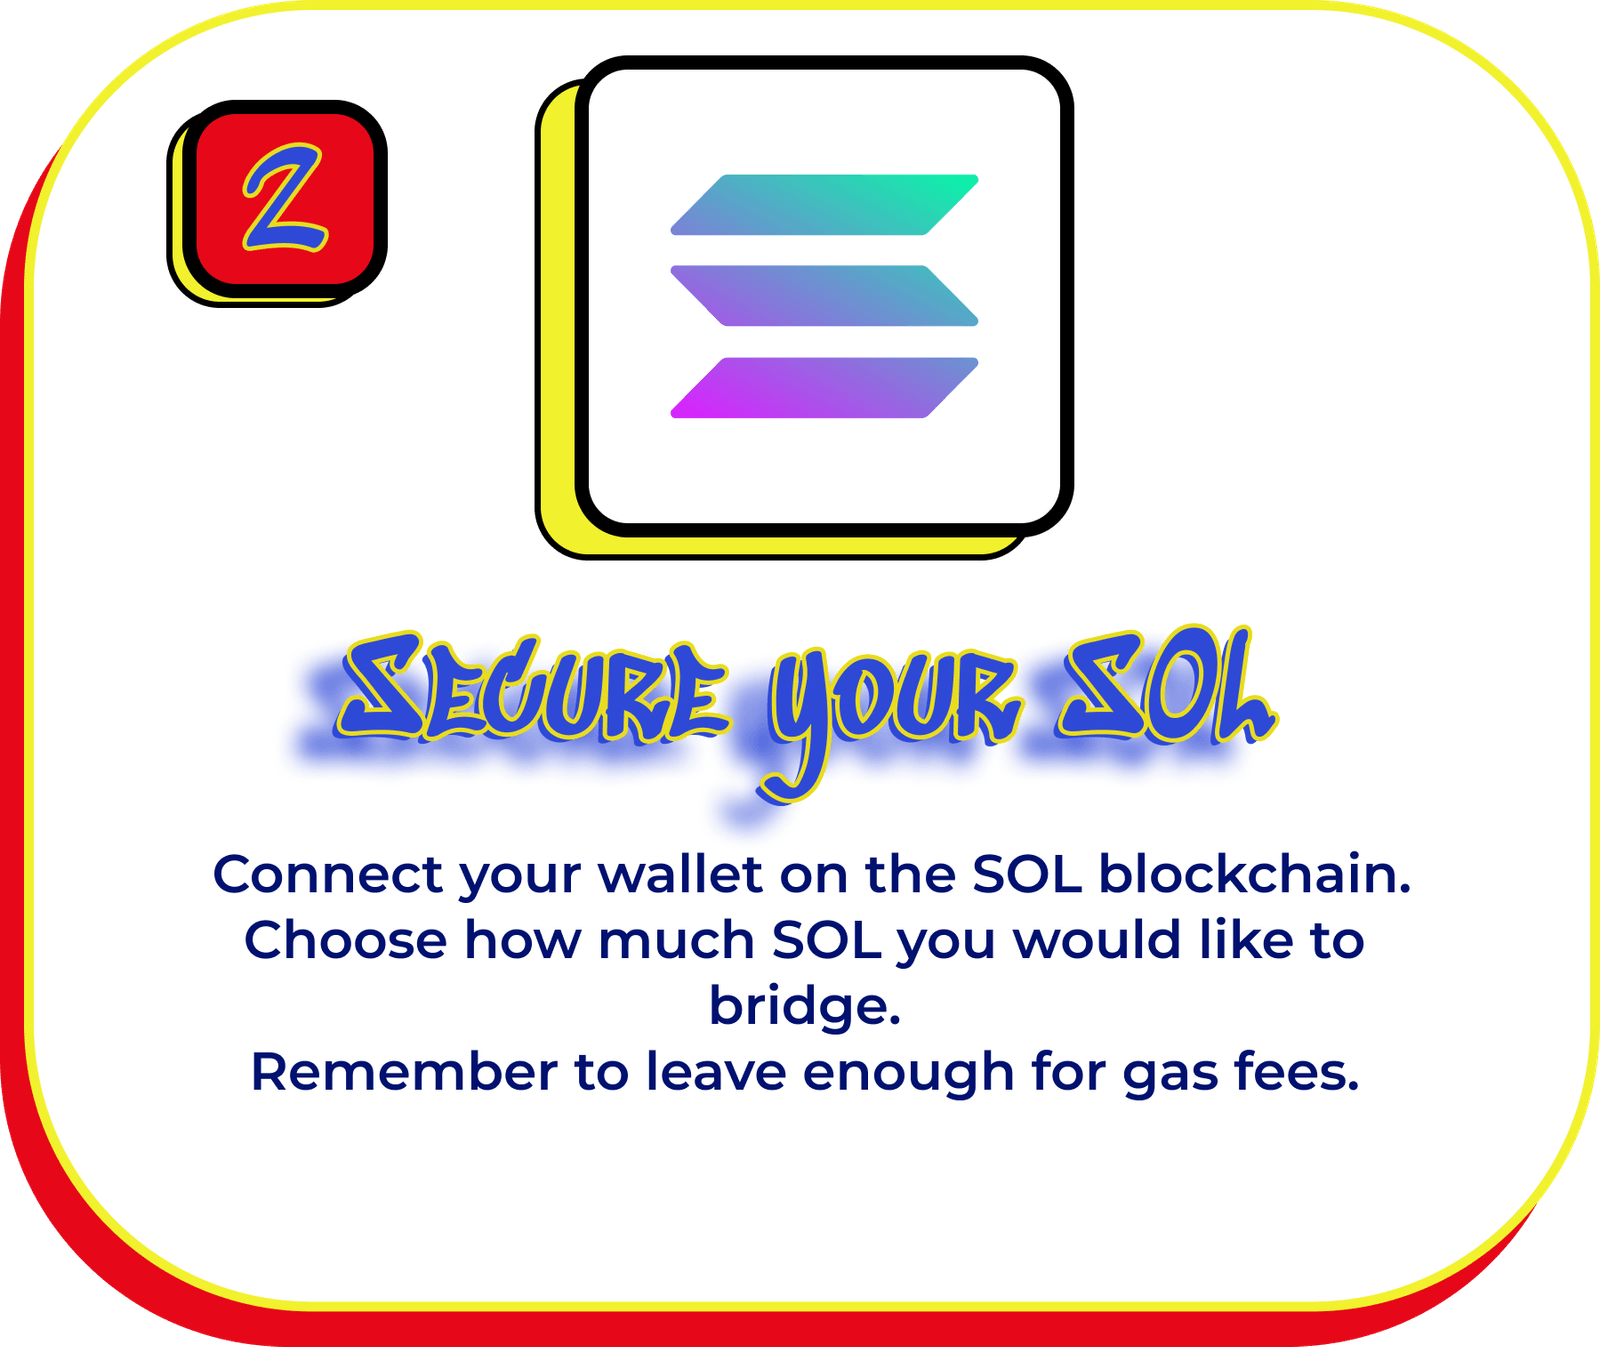 2
Secure your SOL
Connect your wallet on the SOL blockchain.
Choose how much SOL you would like to
bridge.
Remember to leave enough for gas fees.